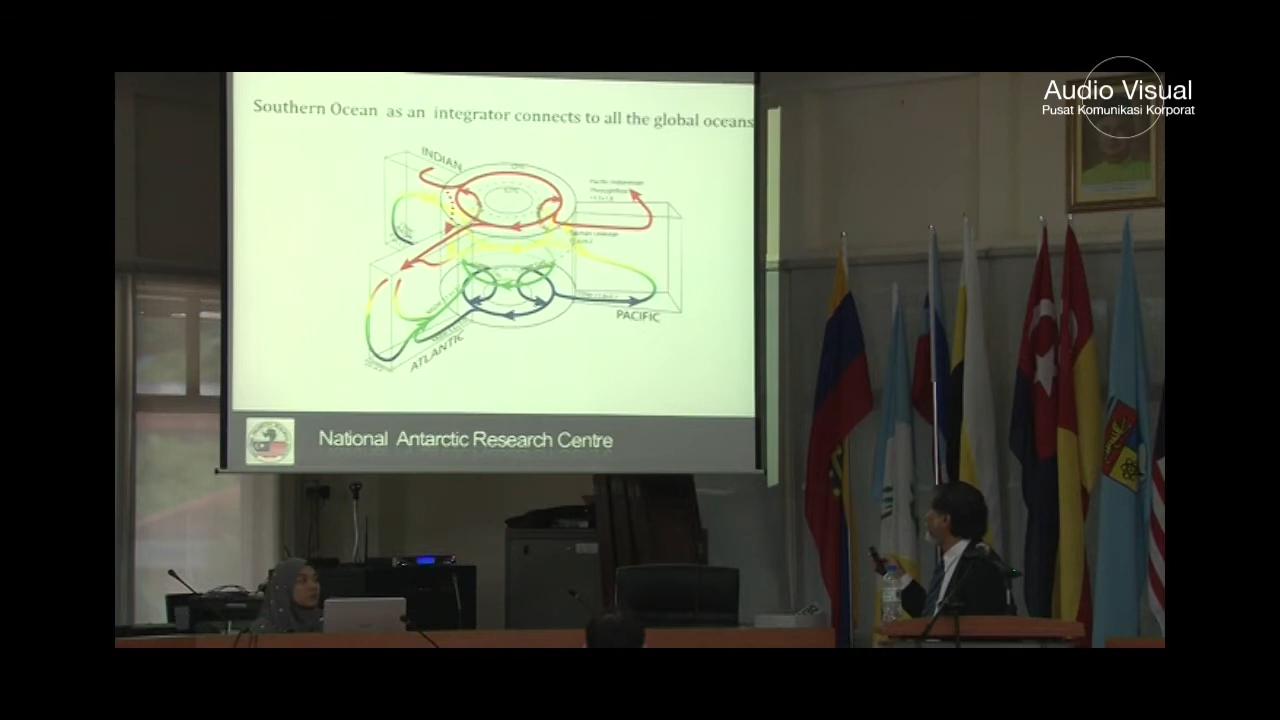 Audio Visual
Pusat Komunikasi Korporat
Southern Ocean as an integrator connects to all the global oceans
INDIAN
PACIFIC
ATLANTIC
National Antarctic Research Centre